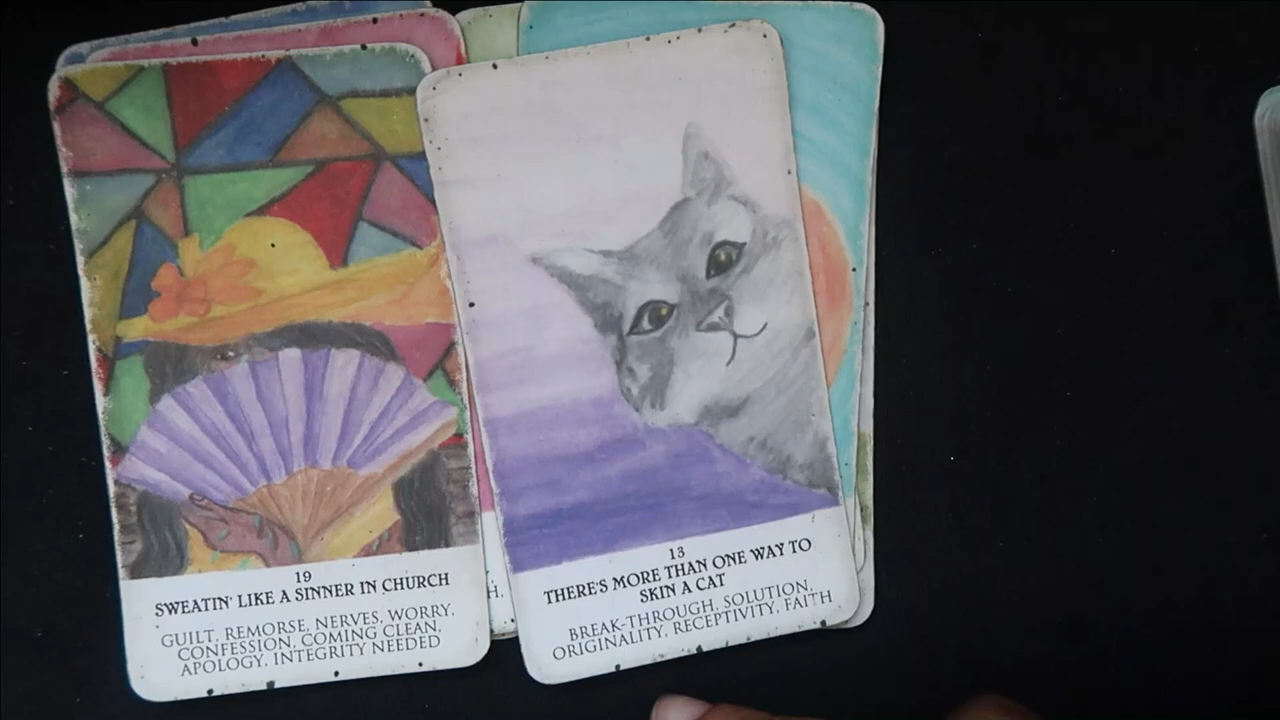 19
SWEATIN' LIKE A SINNER IN CHURCH
GUILT, REMORSE, NERVES, WORRY,
CONFESSION, COMING CLEAN,
APOLOGY, INTEGRITY NEEDED
H.
13
THERE'S MORE THAN ONE WAY TO
SKIN A CAT
BREAK-THROUGH, SOLUTION,
ORIGINALITY, RECEPTIVITY, FAITH